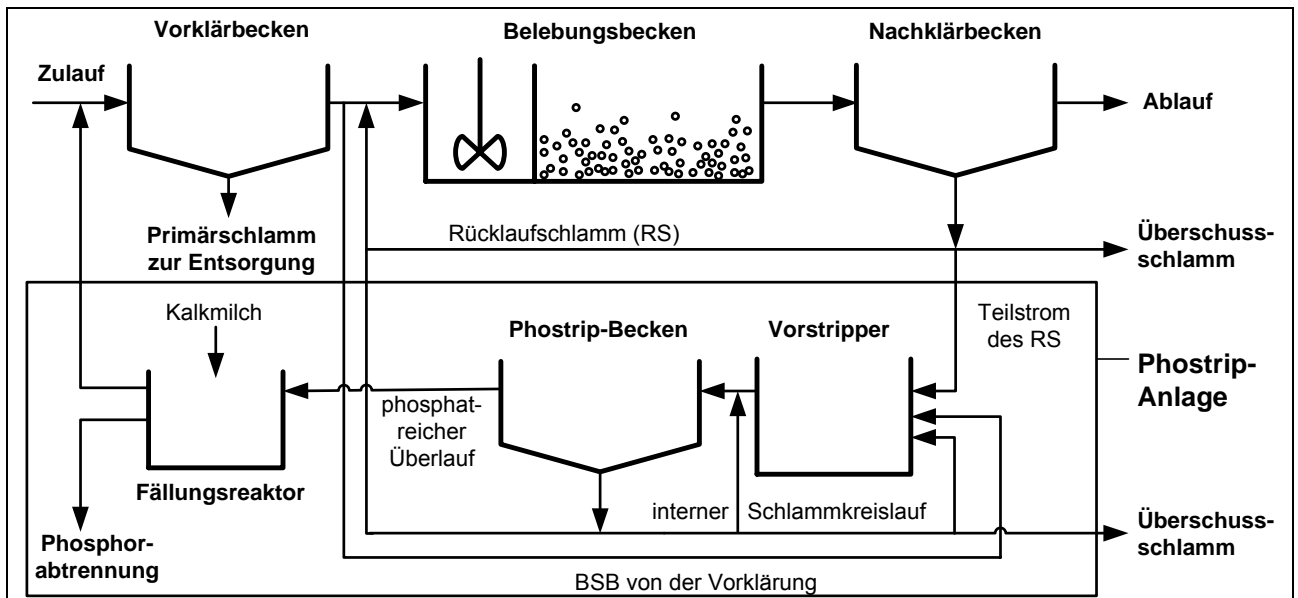 Vorklärbecken
Belebungsbecken
Nachklärbecken
Zulauf
Ablauf
Primärschlamm
zur Entsorgung
Rücklaufschlamm (RS)
Überschuss-
schlamm
Kalkmilch
Phostrip-Becken
Vorstripper
Teilstrom
des RS
Phostrip-
Anlage
phosphat-
reicher
Überlauf
Fällungsreaktor
interner Schlammkreislauf
Phosphor-
abtrennung
Überschuss-
schlamm
BSB von der Vorklärung